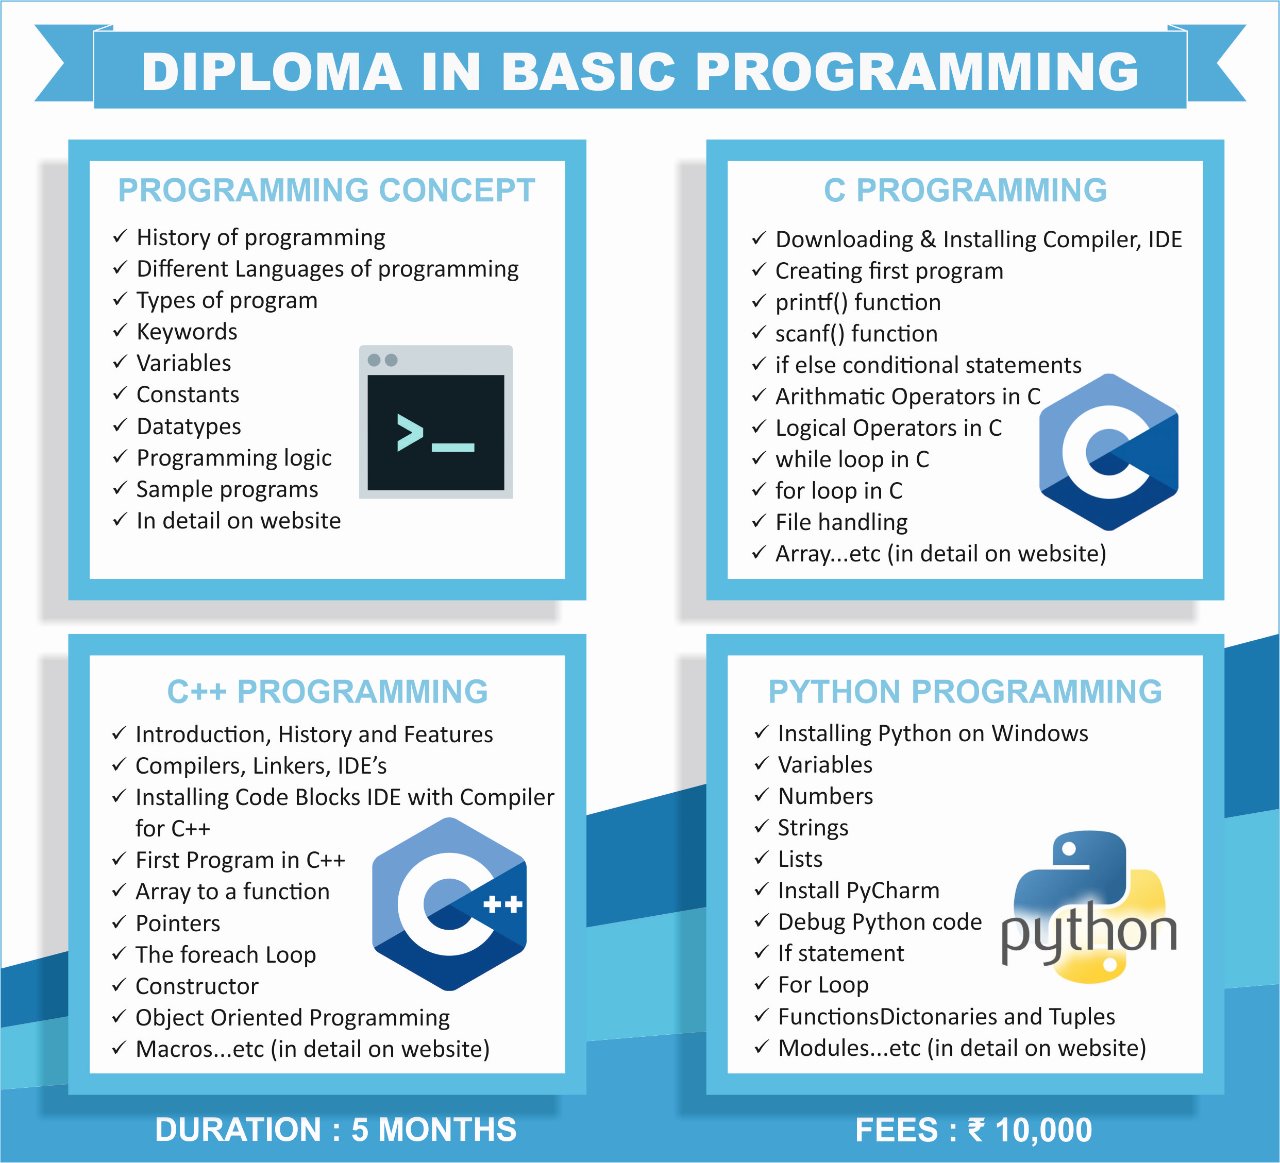 DIPLOMA IN BASIC PROGRAMMING
PROGRAMMING CONCEPT
✓ History of programming
✓ Different Languages of programming
✓ Types of program
✓ Keywords
✓ Variables
✓ Constants
✓ Datatypes
✓ Programming logic
✓ Sample programs
✓ In detail on website
>_
C PROGRAMMING
✓ Downloading & Installing Compiler, IDE
✓ Creating first program
✓ printf() function
✓ scanf() function
✓ if else conditional statements
✓ Arithmatic Operators in C
✓ Logical Operators in C
✓ while loop in C
✓ for loop in C
✓ File handling
✓ Array...etc (in detail on website)
C
C++ PROGRAMMING
✓ Introduction, History and Features
✓ Compilers, Linkers, IDE’s
✓ Installing Code Blocks IDE with Compiler
for C++
✓ First Program in C++
✓ Array to a function
✓ Pointers
✓ The foreach Loop
✓ Constructor
✓ Object Oriented Programming
✓ Macros...etc (in detail on website)
C++
PYTHON PROGRAMMING
✓ Installing Python on Windows
✓ Variables
✓ Numbers
✓ Strings
✓ Lists
✓ Install PyCharm
✓ Debug Python code
✓ If statement
✓ For Loop
✓ FunctionsDictonaries and Tuples
✓ Modules...etc (in detail on website)
python
DURATION : 5 MONTHS
FEES : ₹ 10,000